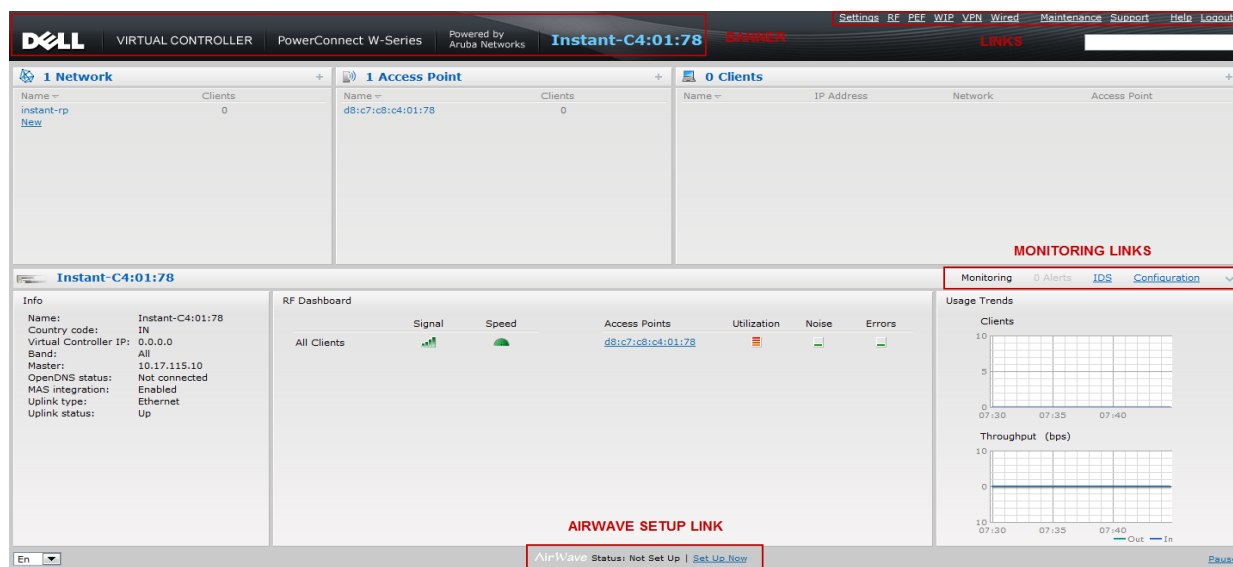 Settings RF PEF WIP VPN Wired Maintenance Support Help Logout
DELL VIRTUAL CONTROLLER PowerConnect W-Series Powered by Aruba Networks Instant-C4:01:78 BANNER LINKS
1 Network +
Name Clients
instant-rp 0
New
1 Access Point +
Name Clients
d8:c7:c8:c4:01:78 0
0 Clients +
Name IP Address Network Access Point
MONITORING LINKS
Instant-C4:01:78
Monitoring 0 Alerts IDS Configuration
Info
Name: Instant-C4:01:78
Country code: IN
Virtual Controller IP: 0.0.0.0
Band: All
Master: 10.17.115.10
OpenDNS status: Not connected
MAS integration: Enabled
Uplink type: Ethernet
Uplink status: Up
RF Dashboard
Signal Speed Access Points Utilization Noise Errors
All Clients d8:c7:c8:c4:01:78
Usage Trends
Clients
10
5
0
07:30 07:35 07:40
Throughput (bps)
10
0
10
07:30 07:35 07:40
Out In
AIRWAVE SETUP LINK
En
AirWave Status: Not Set Up | Set Up Now
Pause